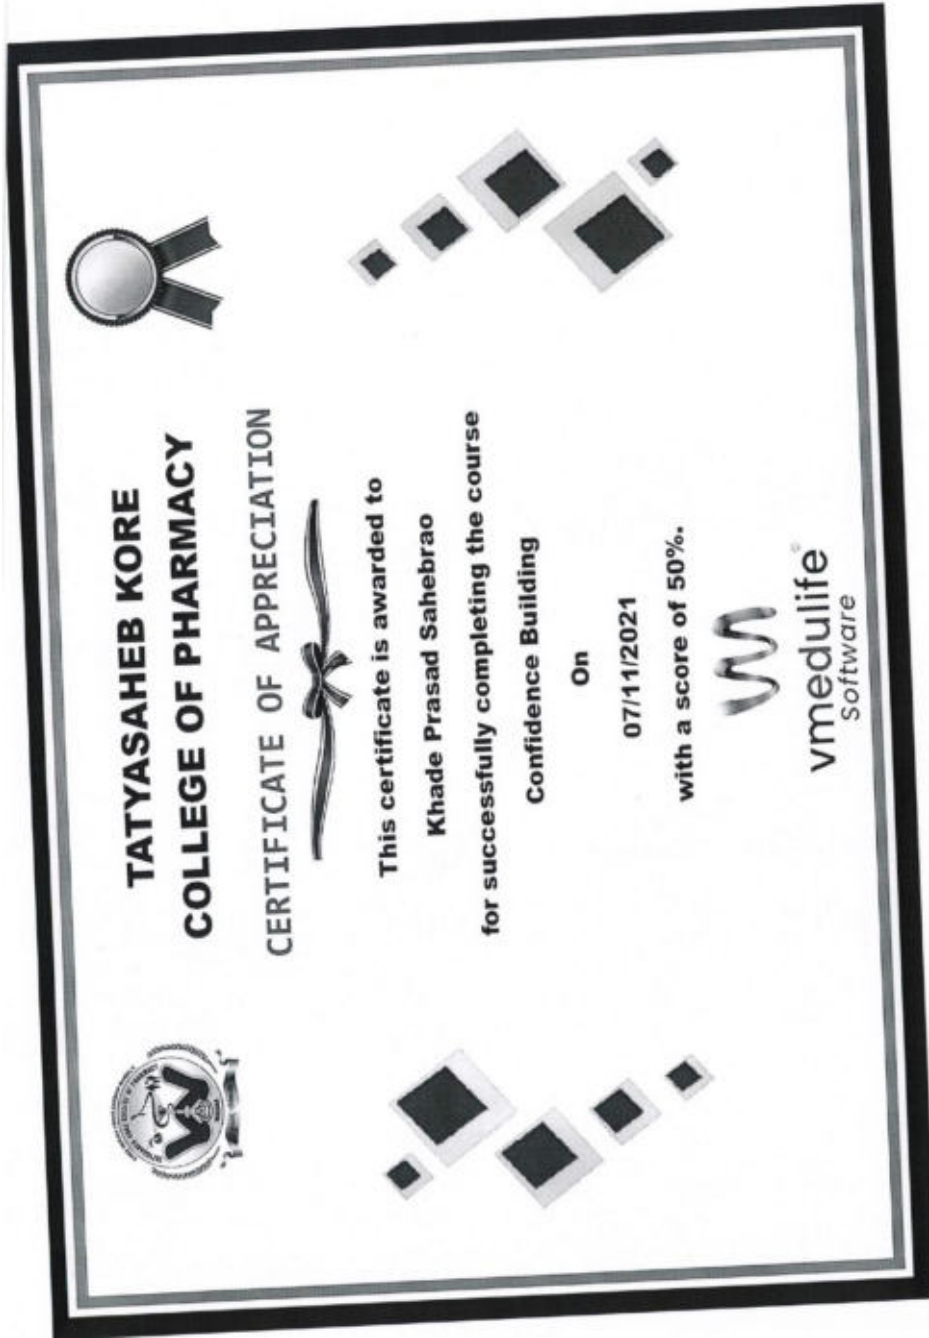 TATYASAHEB KORE
COLLEGE OF PHARMACY
CERTIFICATE OF APPRECIATION
This certificate is awarded to
Khade Prasad Sahebrao
for successfully completing the course
Confidence Building
On
07/11/2021
with a score of 50%.
vmedulife®
Software